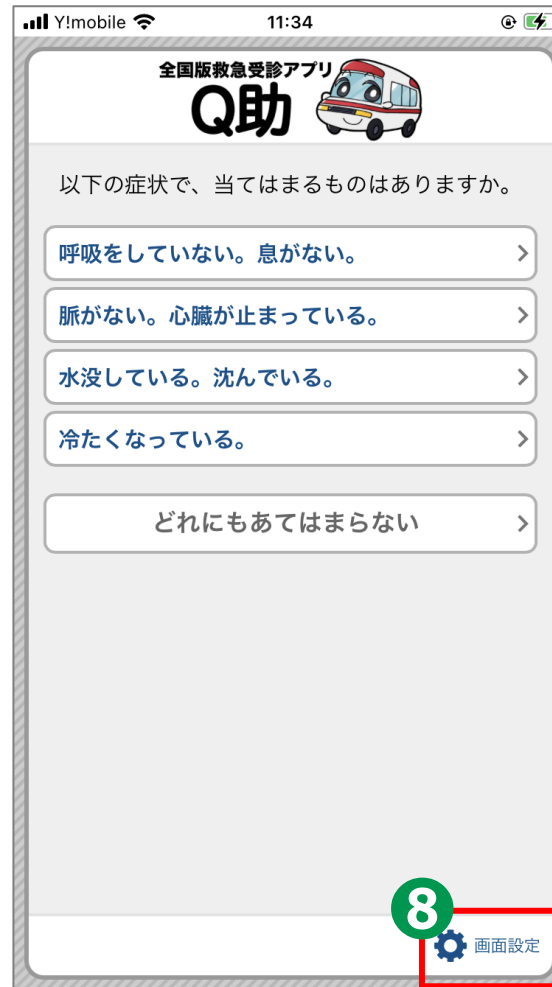 Y!mobile 11:34
全国版救急受診アプリ
Q助
以下の症状で、当てはまるものはありますか。
呼吸をしていない。息がない。
脈がない。心臓が止まっている。
水没している。沈んでいる。
冷たくなっている。
どれにもあてはまらない
8
画面設定